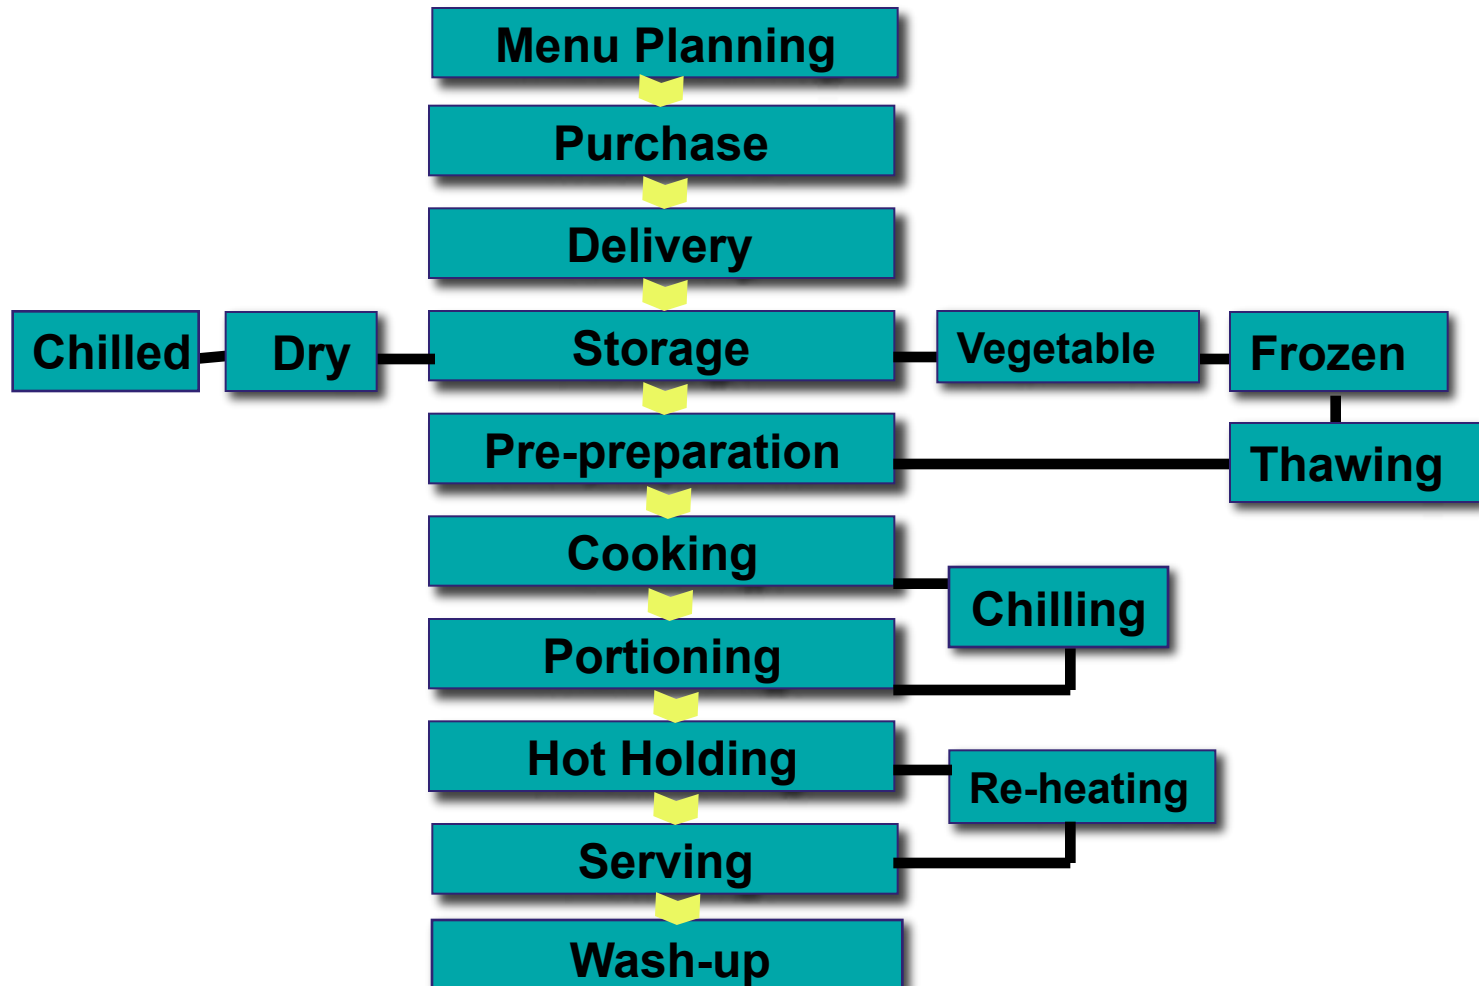 Menu Planning
Purchase
Delivery
Chilled
Dry
Storage
Vegetable
Frozen
Pre-preparation
Thawing
Cooking
Chilling
Portioning
Hot Holding
Re-heating
Serving
Wash-up